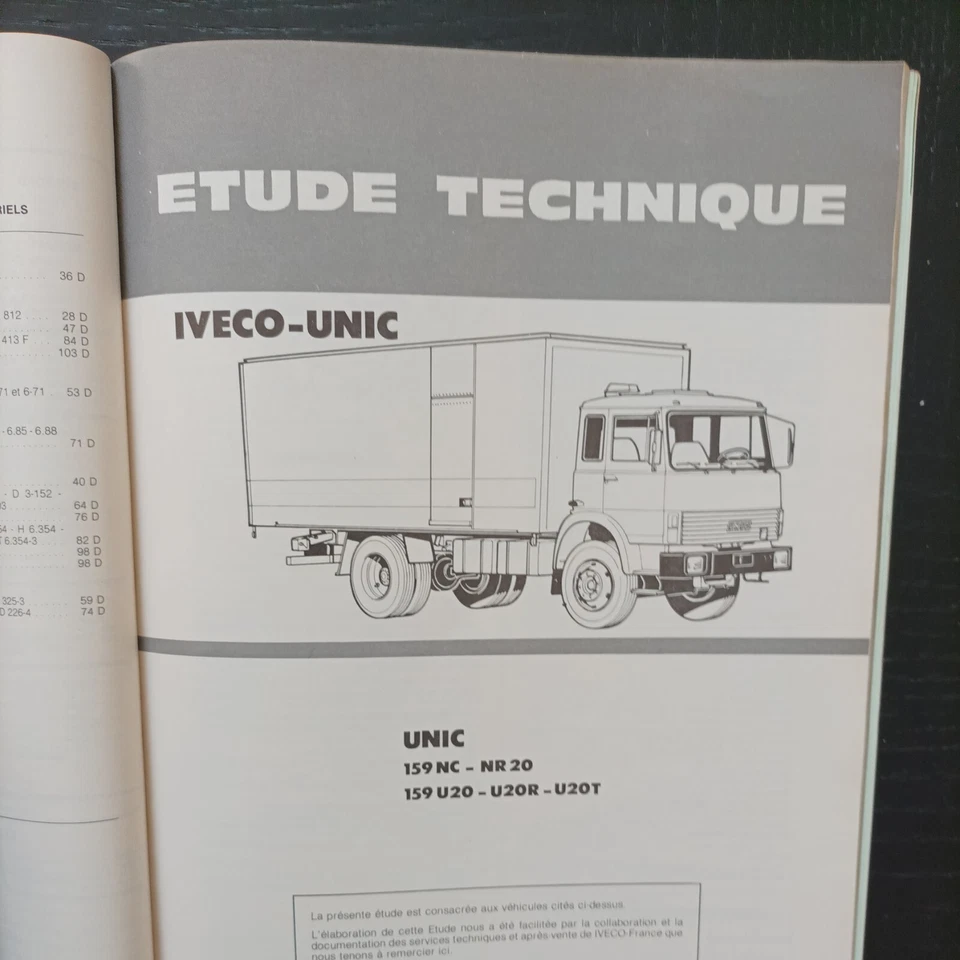 RIELS
36 D
812 28 D
47 D
413 F 84 D
103 D
71 et 6-71 53 D
- 6.85 - 6.88
71 D
40 D
- D 3-152 -
64 D
76 D
54 - H 6.354 -
T 6.354-3 82 D
98 D
98 D
325-3 59 D
D 226-4 74 D
ETUDE TECHNIQUE
IVECO-UNIC
UNIC
159 NC - NR 20
159 U20 - U20R - U20T
La présente étude est consacrée aux véhicules cités ci-dessus.
L'élaboration de cette Etude nous a été facilitée par la collaboration et la
documentation des services techniques et après vente de IVECO France que
nous tenons à remercier ici.